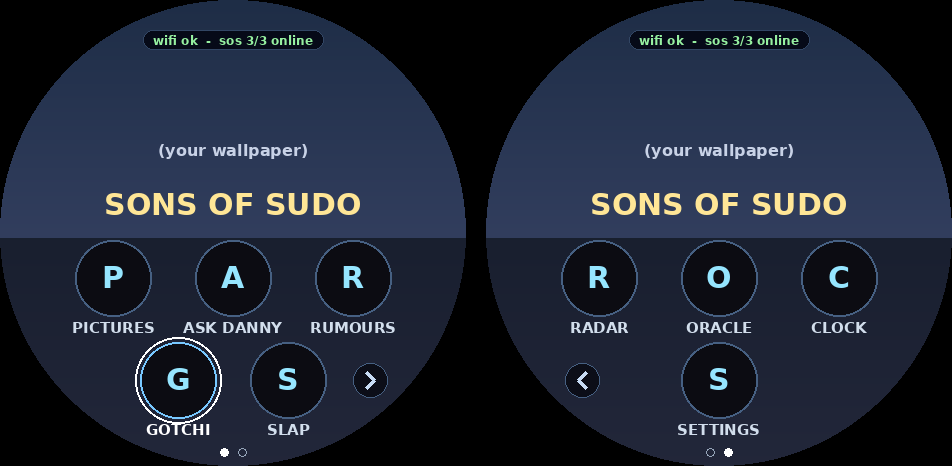 wifi ok - sos 3/3 online
(your wallpaper)
SONS OF SUDO
P A R
PICTURES ASK DANNY RUMOURS
G S
GOTCHI SLAP
wifi ok - sos 3/3 online
(your wallpaper)
SONS OF SUDO
R O C
RADAR ORACLE CLOCK
S
SETTINGS